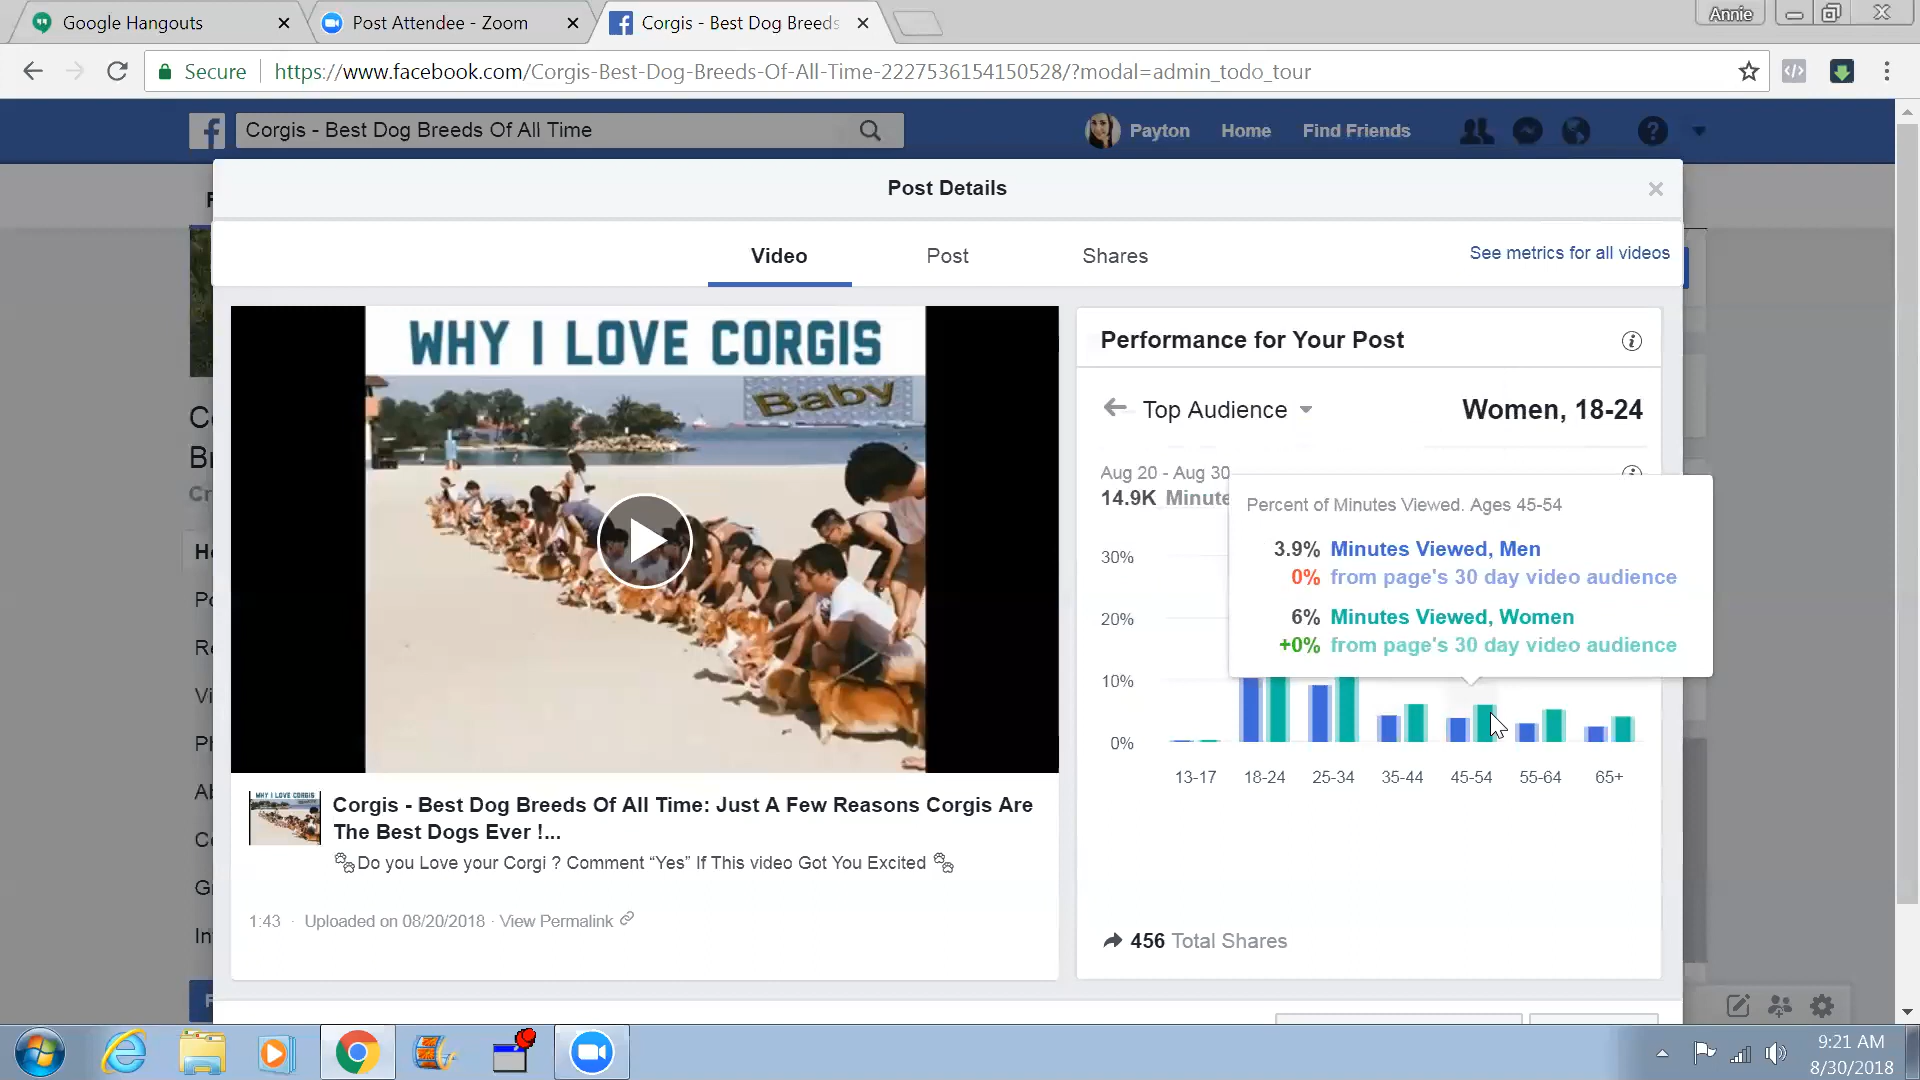 Google Hangouts
Post Attendee - Zoom
Corgis - Best Dog Breeds
Annie
Secure
https://www.facebook.com/Corgis-Best-Dog-Breeds-Of-All-Time-2227536154150528/?modal=admin_todo_tour
Corgis - Best Dog Breeds Of All Time
Payton
Home
Find Friends
Post Details
Video
Post
Shares
See metrics for all videos
WHY I LOVE CORGIS
Baby
Performance for Your Post
Top Audience
Women, 18-24
Aug 20 - Aug 30
14.9K Minute
Percent of Minutes Viewed. Ages 45-54
3.9% Minutes Viewed, Men
0% from page's 30 day video audience
6% Minutes Viewed, Women
+0% from page's 30 day video audience
30%
20%
10%
0%
13-17 18-24 25-34 35-44 45-54 55-64 65+
WHY I LOVE CORGIS
Corgis - Best Dog Breeds Of All Time: Just A Few Reasons Corgis Are
The Best Dogs Ever !...
Do you Love your Corgi ? Comment “Yes” If This video Got You Excited
1:43 · Uploaded on 08/20/2018 · View Permalink
456 Total Shares
9:21 AM
8/30/2018